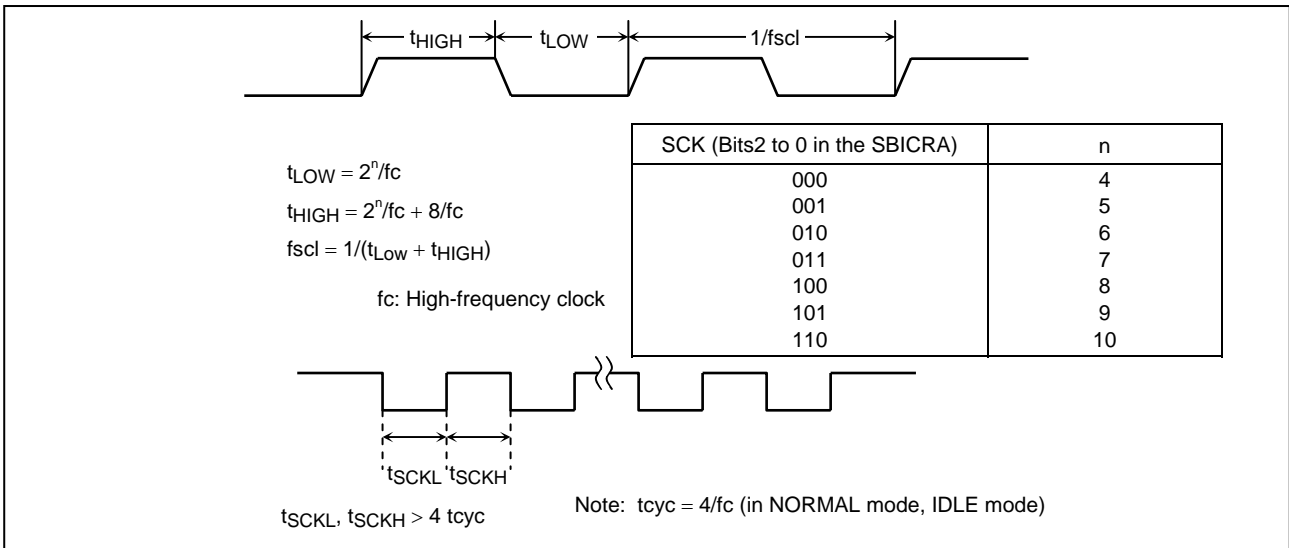 tHIGH tLOW 1/fscl
SCK (Bits2 to 0 in the SBICRA) n
000 4
001 5
010 6
011 7
100 8
101 9
110 10
tLOW = 2ⁿ/fc
tHIGH = 2ⁿ/fc + 8/fc
fscl = 1/(tLow + tHIGH)
fc: High-frequency clock
tSCKL tSCKH
tSCKL, tSCKH > 4 tcyc
Note: tcyc = 4/fc (in NORMAL mode, IDLE mode)